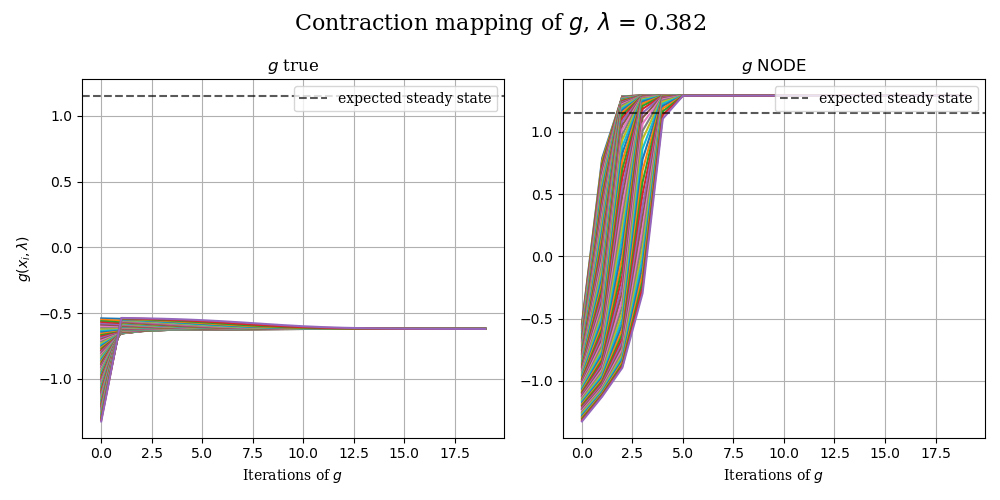 Contraction mapping of g, λ = 0.382
g true
expected steady state
g(xᵢ, λ)
1.0
0.5
0.0
−0.5
−1.0
0.0 2.5 5.0 7.5 10.0 12.5 15.0 17.5
Iterations of g
g NODE
expected steady state
1.0
0.5
0.0
−0.5
−1.0
0.0 2.5 5.0 7.5 10.0 12.5 15.0 17.5
Iterations of g